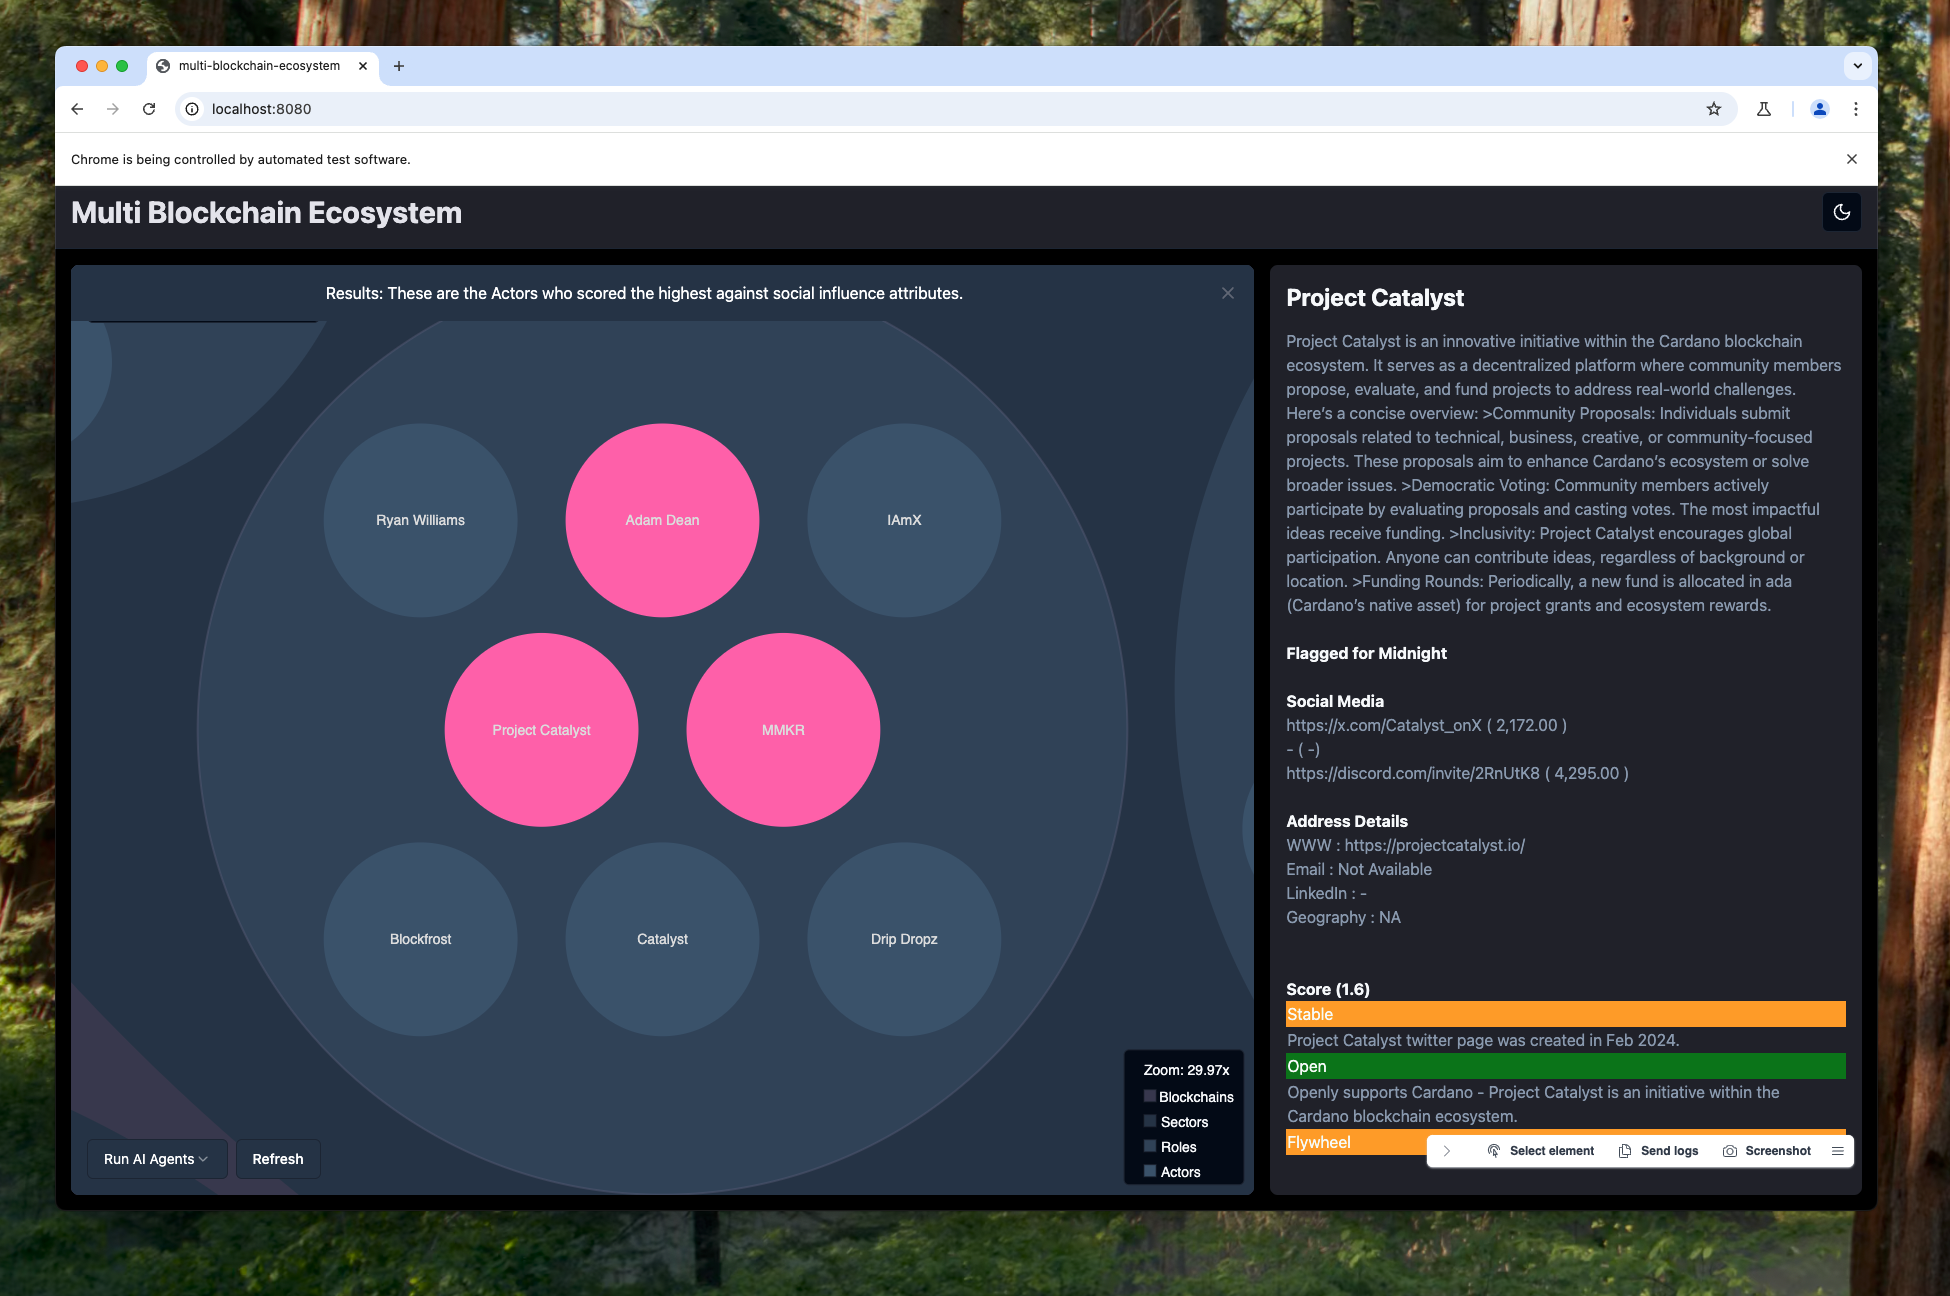 multi-blockchain-ecosystem
localhost:8080
Chrome is being controlled by automated test software.
Multi Blockchain Ecosystem
Results: These are the Actors who scored the highest against social influence attributes.
Ryan Williams
Adam Dean
IAmX
Project Catalyst
MMKR
Blockfrost
Catalyst
Drip Dropz
Zoom: 29.97x
Blockchains
Sectors
Roles
Actors
Run AI Agents
Refresh
Project Catalyst
Project Catalyst is an innovative initiative within the Cardano blockchain
ecosystem. It serves as a decentralized platform where community members
propose, evaluate, and fund projects to address real-world challenges.
Here’s a concise overview: >Community Proposals: Individuals submit
proposals related to technical, business, creative, or community-focused
projects. These proposals aim to enhance Cardano’s ecosystem or solve
broader issues. >Democratic Voting: Community members actively
participate by evaluating proposals and casting votes. The most impactful
ideas receive funding. >Inclusivity: Project Catalyst encourages global
participation. Anyone can contribute ideas, regardless of background or
location. >Funding Rounds: Periodically, a new fund is allocated in ada
(Cardano’s native asset) for project grants and ecosystem rewards.
Flagged for Midnight
Social Media
https://x.com/Catalyst_onX ( 2,172.00 )
- ( -)
https://discord.com/invite/2RnUtK8 ( 4,295.00 )
Address Details
WWW : https://projectcatalyst.io/
Email : Not Available
LinkedIn : -
Geography : NA
Score (1.6)
Stable
Project Catalyst twitter page was created in Feb 2024.
Open
Openly supports Cardano - Project Catalyst is an initiative within the
Cardano blockchain ecosystem.
Flywheel
Select element
Send logs
Screenshot